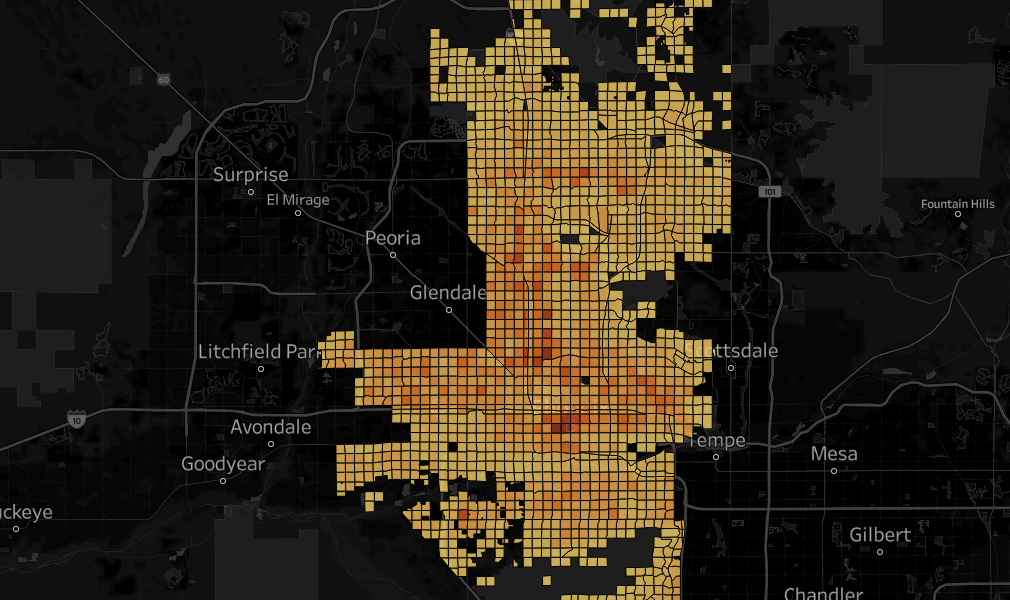 60
Surprise
El Mirage
101
Fountain Hills
Peoria
Glendale
Litchfield Par
ttsdale
10
Avondale
Tempe
Mesa
Goodyear
uckeye
Gilbert
Chandler